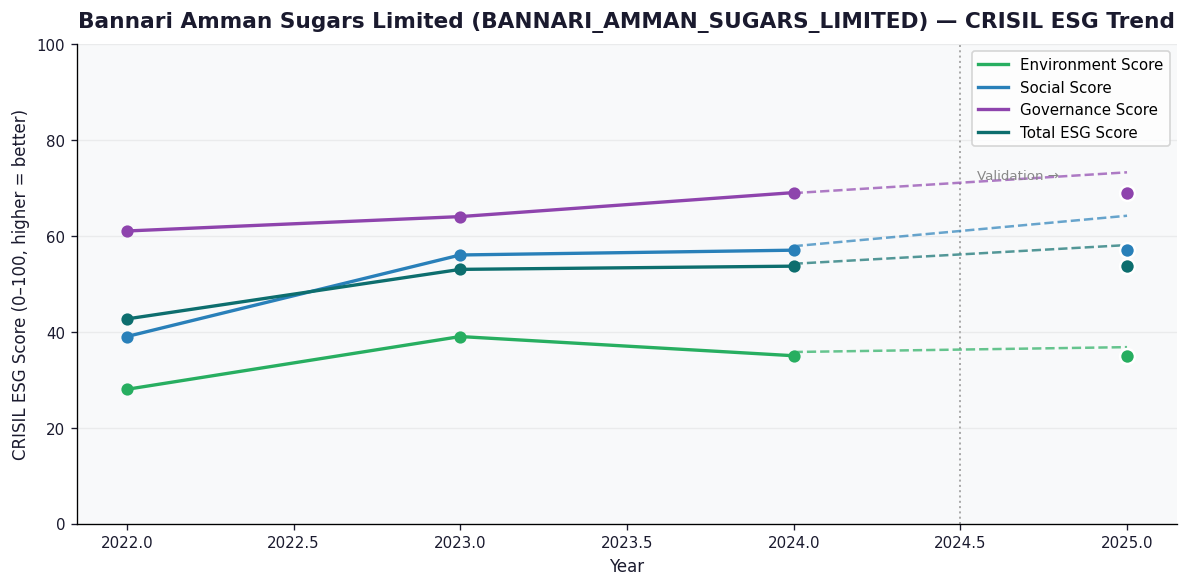 Bannari Amman Sugars Limited (BANNARI_AMMAN_SUGARS_LIMITED) — CRISIL ESG Trend
CRISIL ESG Score (0–100, higher = better)
100
80
60
40
20
0
Environment Score
Social Score
Governance Score
Total ESG Score
Validation →
2022.0
2022.5
2023.0
2023.5
2024.0
2024.5
2025.0
Year